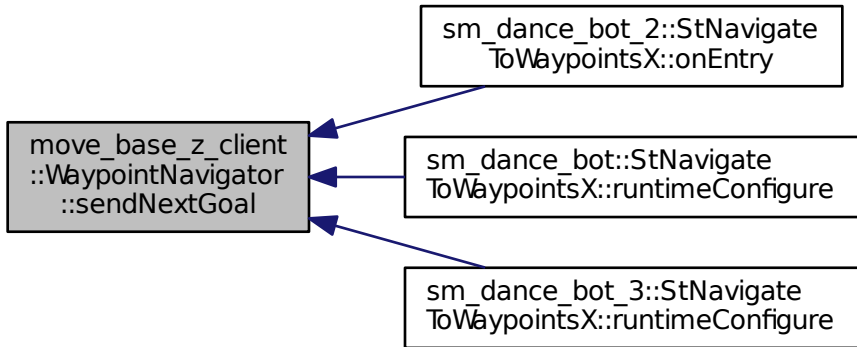 move_base_z_client
::WaypointNavigator
::sendNextGoal
sm_dance_bot_2::StNavigate
ToWaypointsX::onEntry
sm_dance_bot::StNavigate
ToWaypointsX::runtimeConfigure
sm_dance_bot_3::StNavigate
ToWaypointsX::runtimeConfigure